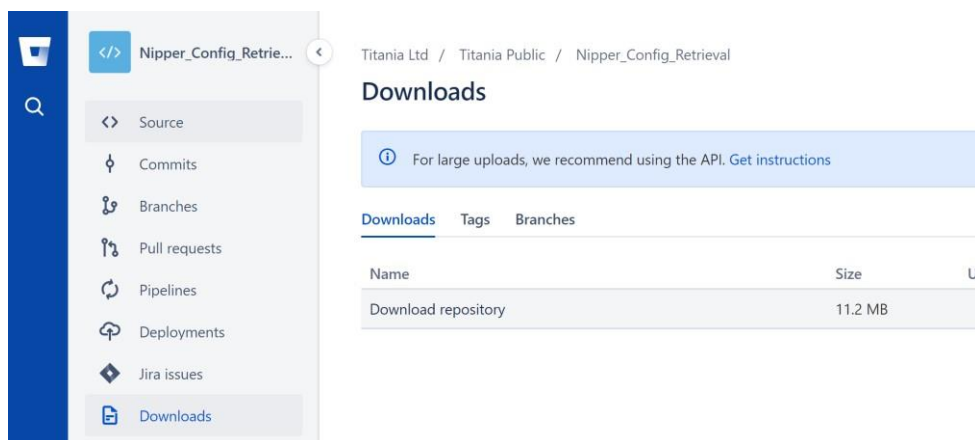 Nipper_Config_Retrie...
Source
Commits
Branches
Pull requests
Pipelines
Deployments
Jira issues
Downloads
Titania Ltd / Titania Public / Nipper_Config_Retrieval
Downloads
For large uploads, we recommend using the API. Get instructions
Downloads Tags Branches
Name Size U
Download repository 11.2 MB